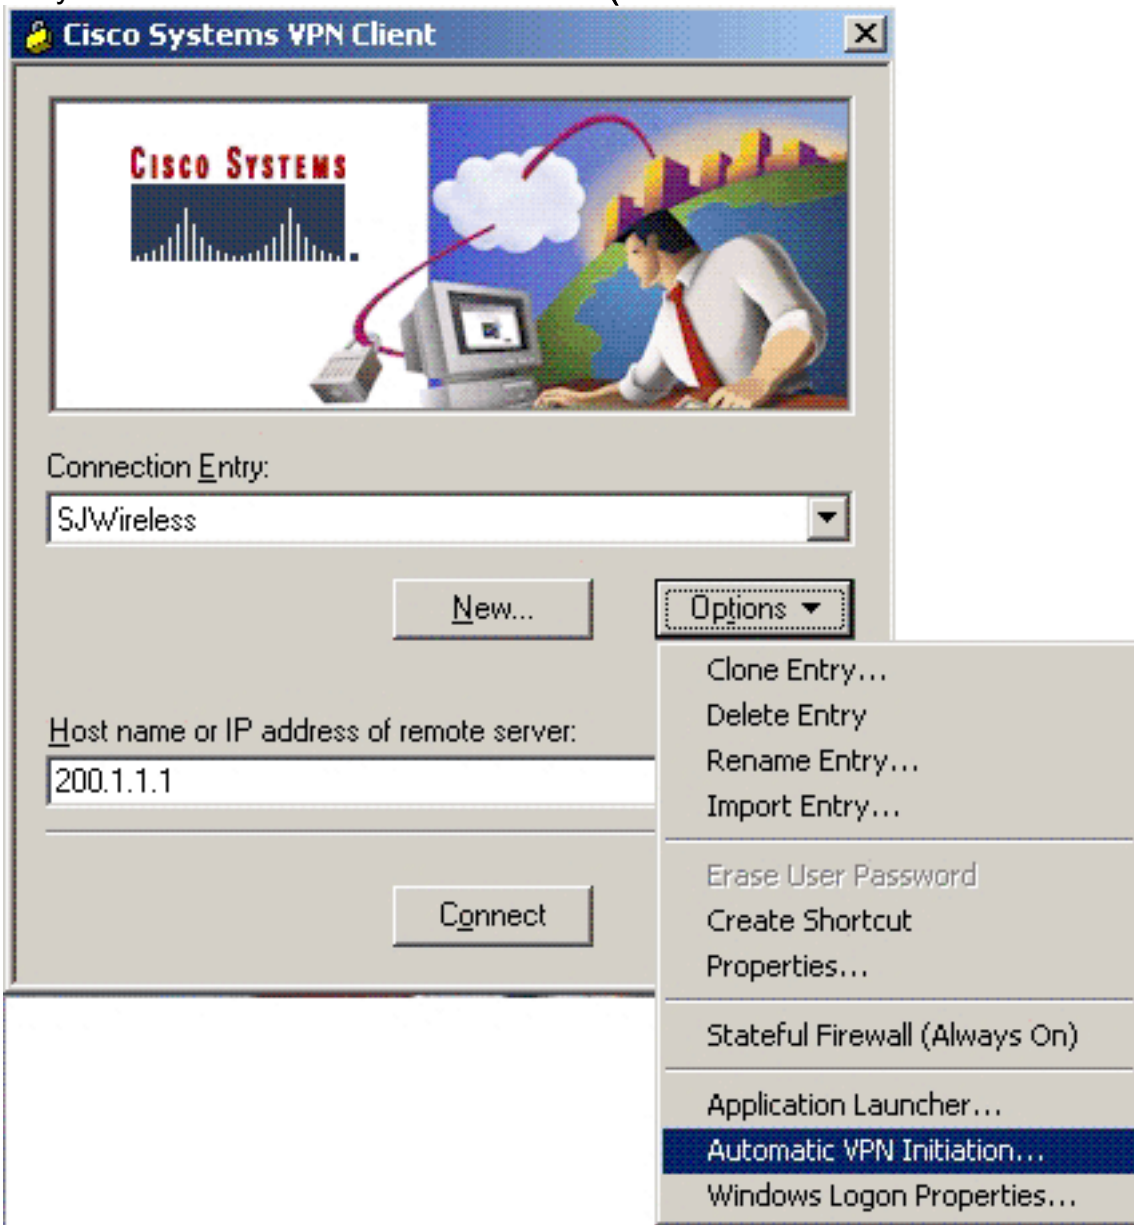 Cisco Systems VPN Client
CISCO SYSTEMS
Connection Entry:
SJWireless
New...
Options
Clone Entry...
Delete Entry
Rename Entry...
Import Entry...
Host name or IP address of remote server:
200.1.1.1
Erase User Password
Create Shortcut
Properties...
Connect
Stateful Firewall (Always On)
Application Launcher...
Automatic VPN Initiation...
Windows Logon Properties...